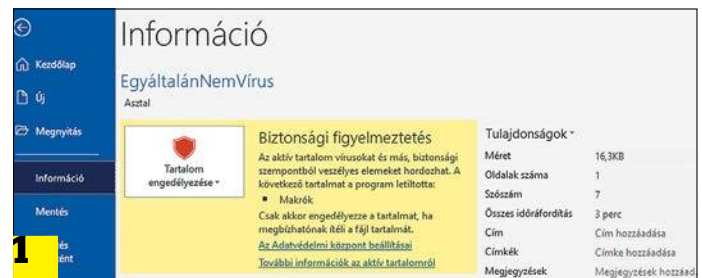 Információ
Kezdőlap
Új
Megnyitás
Információ
Mentés
1
EgyáltalánNemVírus
Asztal
Tartalom
engedélyezése
Biztonsági figyelmeztetés
Az aktív tartalom vírusokat és más, biztonsági
szempontból veszélyes elemeket hordozhat. A
következő tartalmat a program letiltotta:
• Makrók
Csak akkor engedélyezze a tartalmat, ha
megbízhatónak ítéli a fájl tartalmát.
Az Adatvédelmi központ beállításai
További információk az aktív tartalomról
Tulajdonságok
Méret 16,3KB
Oldalak száma 1
Szószám 7
Összes időráfordítás 3 perc
Cím Cím hozzáadása
Címkék Címke hozzáadása
Megjegyzések Megjegyzések hozzáad